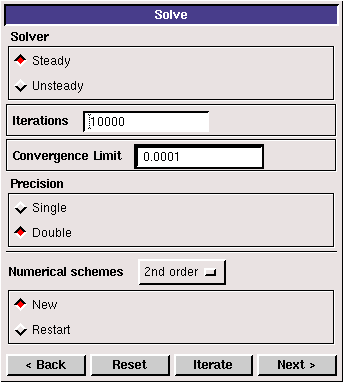 Solve
Solver
Steady
Unsteady
Iterations 10000
Convergence Limit 0.0001
Precision
Single
Double
Numerical schemes 2nd order
New
Restart
< Back Reset Iterate Next >